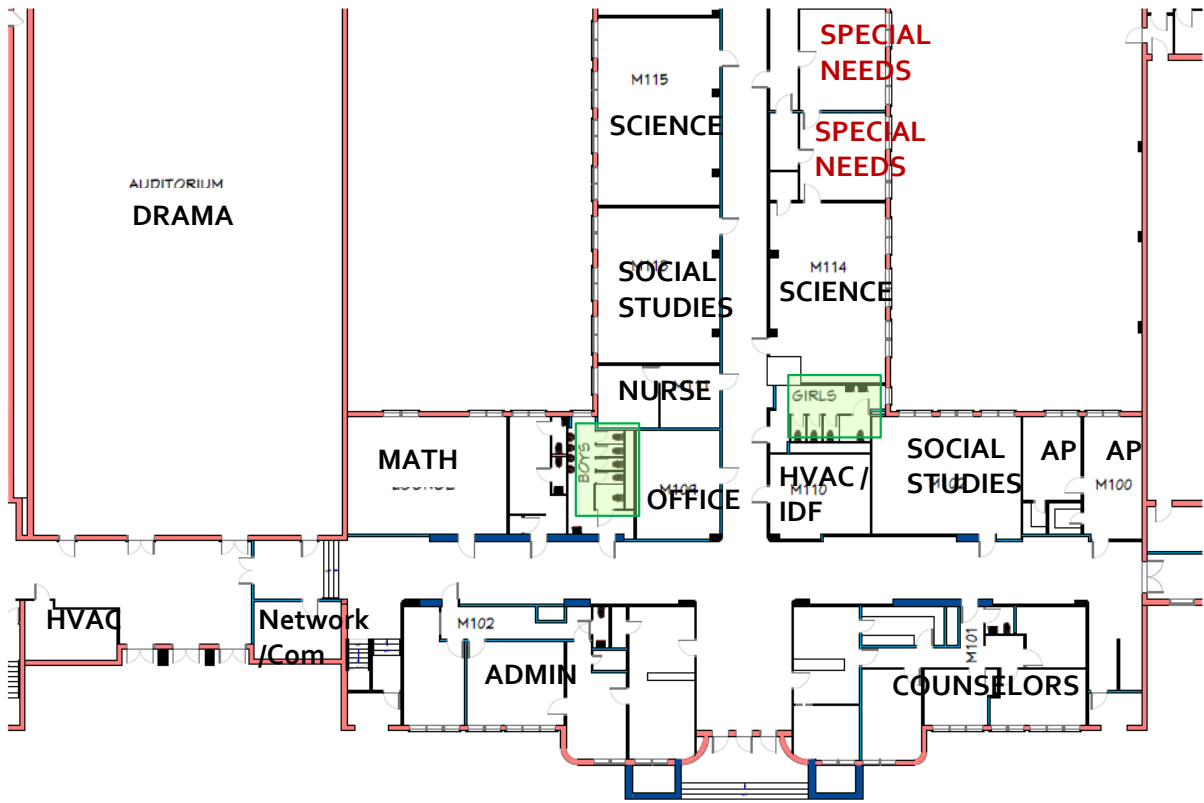 SPECIAL
NEEDS
M115
SCIENCE
SPECIAL
NEEDS
AUDITORIUM
DRAMA
SOCIAL
STUDIES
M114
SCIENCE
NURSE
GIRLS
MATH
LOUNGE
BOYS
OFFICE
HVAC /
M110
IDF
SOCIAL
STUDIES
AP
AP
M100
HVAC
Network
/Com
M102
ADMIN
M101
COUNSELORS